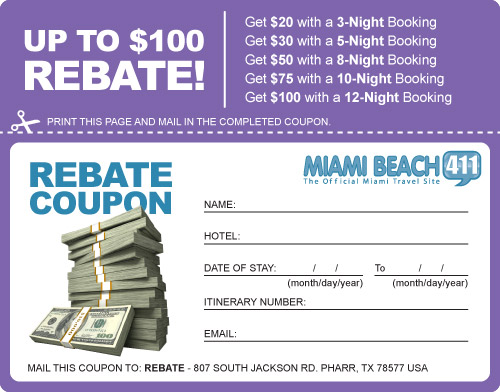 UP TO $100
REBATE!
Get $20 with a 3-Night Booking
Get $30 with a 5-Night Booking
Get $50 with a 8-Night Booking
Get $75 with a 10-Night Booking
Get $100 with a 12-Night Booking
PRINT THIS PAGE AND MAIL IN THE COMPLETED COUPON.
REBATE
COUPON
MIAMI BEACH 411
The Official Miami Travel Site
NAME:
HOTEL:
DATE OF STAY: / / To / /
(month/day/year) (month/day/year)
ITINERARY NUMBER:
EMAIL:
100
MAIL THIS COUPON TO: REBATE - 807 SOUTH JACKSON RD. PHARR, TX 78577 USA